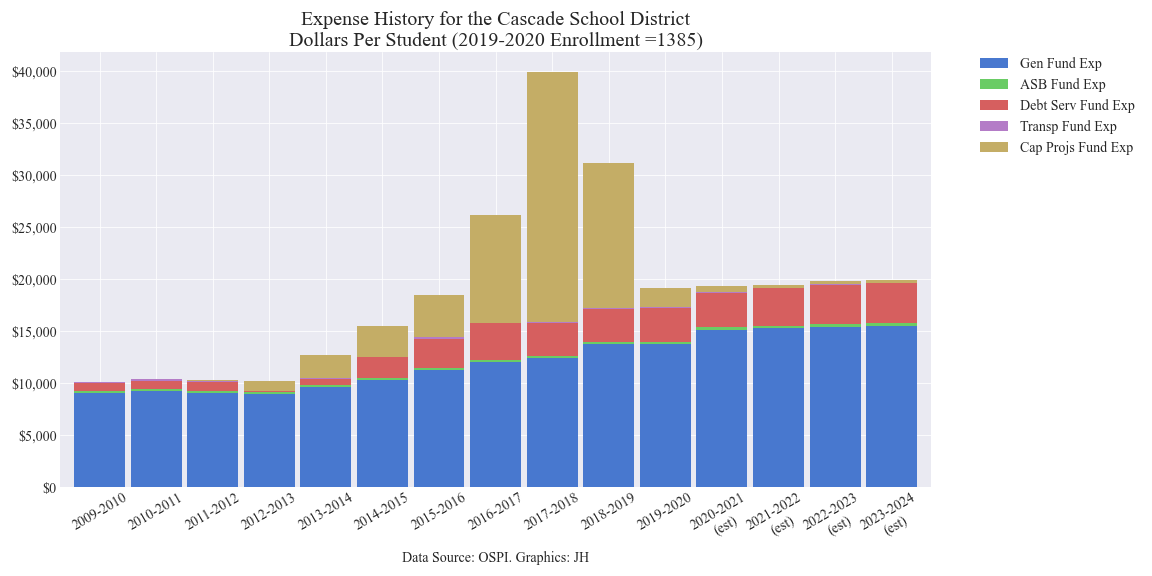 Expense History for the Cascade School District
Dollars Per Student (2019-2020 Enrollment =1385)
$40,000
$35,000
$30,000
$25,000
$20,000
$15,000
$10,000
$5,000
$0
Gen Fund Exp
ASB Fund Exp
Debt Serv Fund Exp
Transp Fund Exp
Cap Projs Fund Exp
2009-2010
2010-2011
2011-2012
2012-2013
2013-2014
2014-2015
2015-2016
2016-2017
2017-2018
2018-2019
2019-2020
2020-2021
(est)
2021-2022
(est)
2022-2023
(est)
2023-2024
(est)
Data Source: OSPI. Graphics: JH